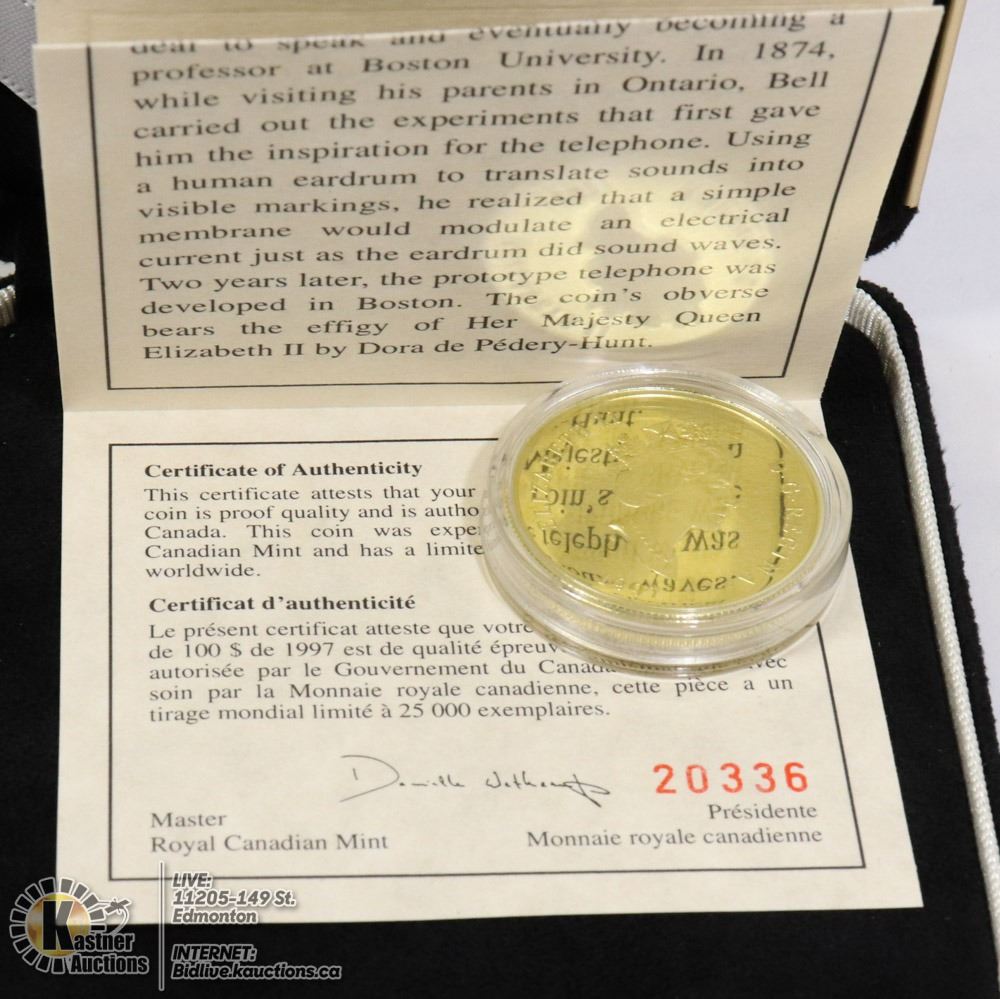 deaf to speak and eventually becoming a
professor at Boston University. In 1874,
while visiting his parents in Ontario, Bell
carried out the experiments that first gave
him the inspiration for the telephone. Using
a human eardrum to translate sounds into
visible markings, he realized that a simple
membrane would modulate an electrical
current just as the eardrum did sound waves.
Two years later, the prototype telephone was
developed in Boston. The coin's obverse
bears the effigy of Her Majesty Queen
Elizabeth II by Dora de Pédery-Hunt.
Certificate of Authenticity
This certificate attests that your
coin is proof quality and is autho
Canada. This coin was expe
Canadian Mint and has a limite
worldwide.
Certificat d'authenticité
Le présent certificat atteste que votre
de 100 $ de 1997 est de qualité épreuv
autorisée par le Gouvernement du Canada
soin par la Monnaie royale canadienne, cette pièce a un
tirage mondial limité à 25 000 exemplaires.
20336
Master
Royal Canadian Mint
Présidente
Monnaie royale canadienne
Kastner
Auctions
LIVE:
11205-149 St.
Edmonton
INTERNET:
Bidlive.kauctions.ca